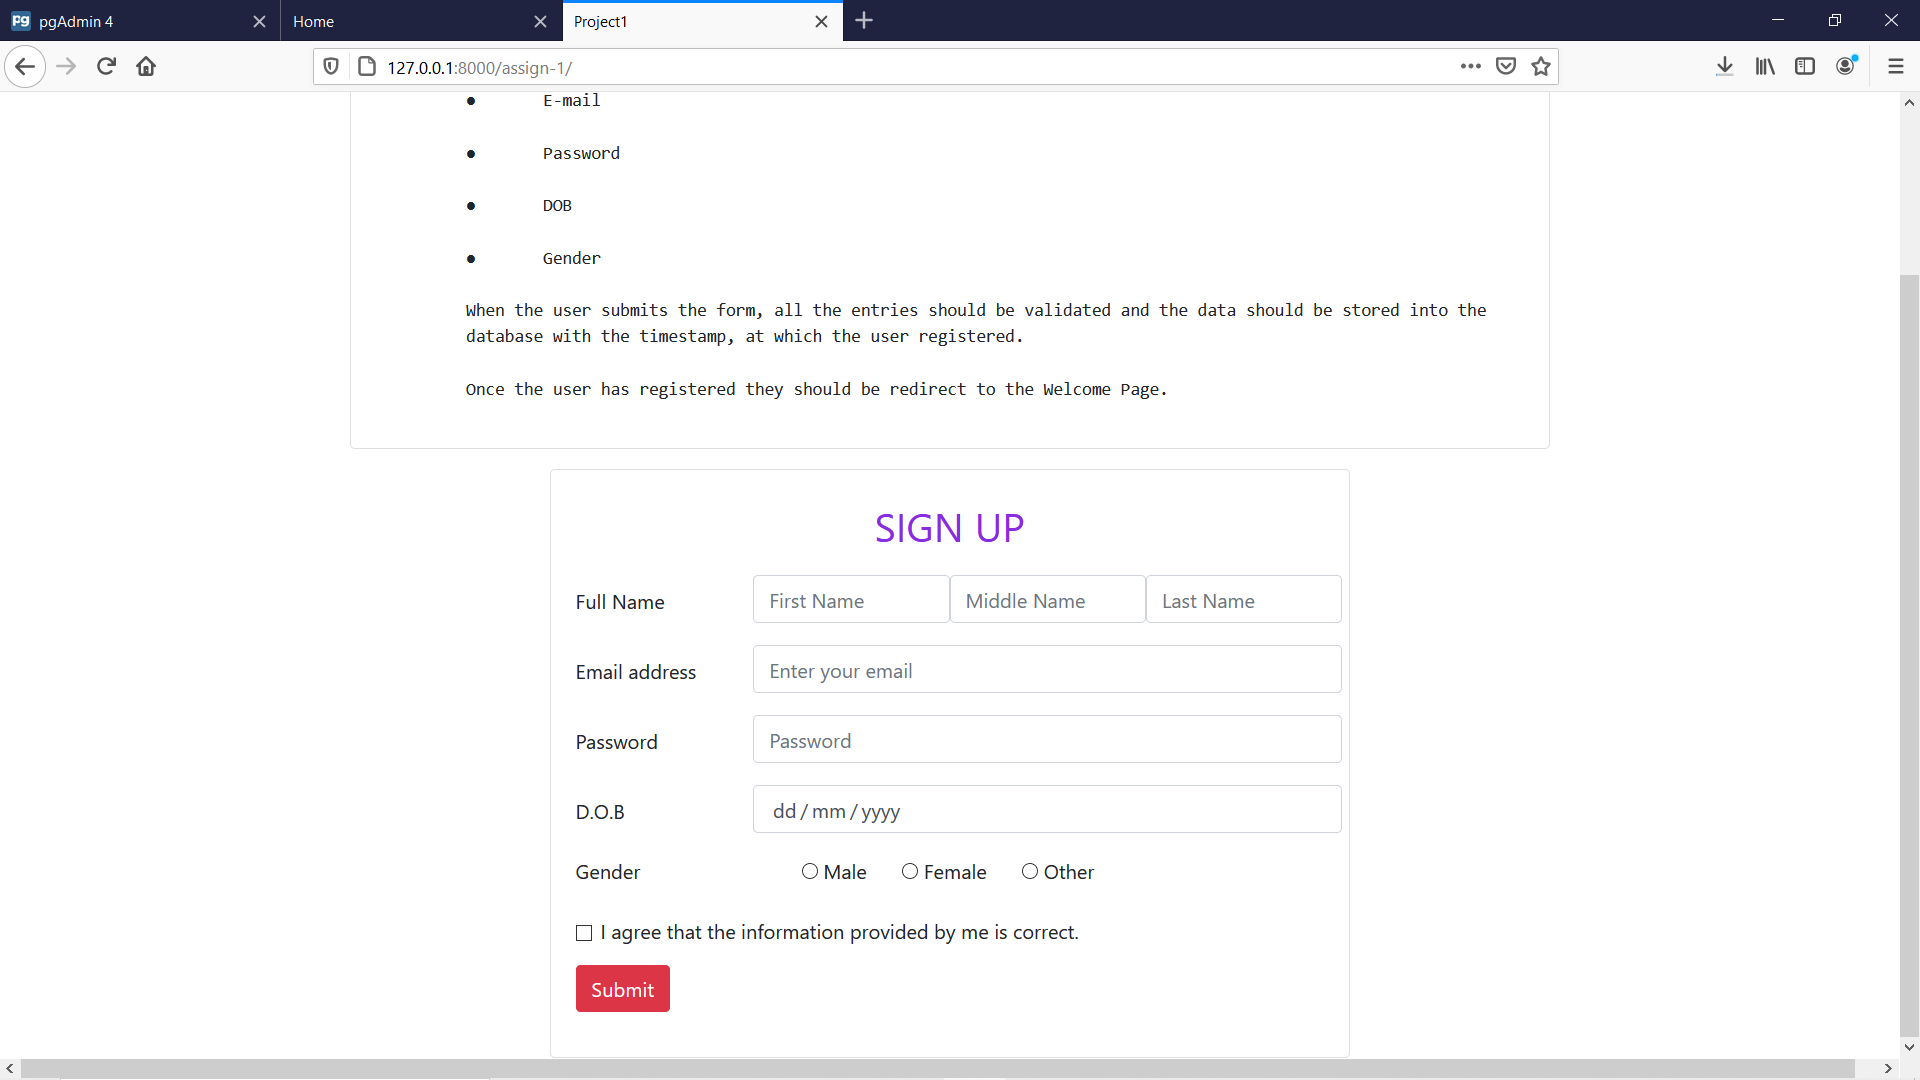 pgAdmin 4
Home
Project1
127.0.0.1:8000/assign-1/
● E-mail
● Password
● DOB
● Gender
When the user submits the form, all the entries should be validated and the data should be stored into the
database with the timestamp, at which the user registered.
Once the user has registered they should be redirect to the Welcome Page.
SIGN UP
Full Name First Name Middle Name Last Name
Email address Enter your email
Password Password
D.O.B dd / mm / yyyy
Gender Male Female Other
I agree that the information provided by me is correct.
Submit